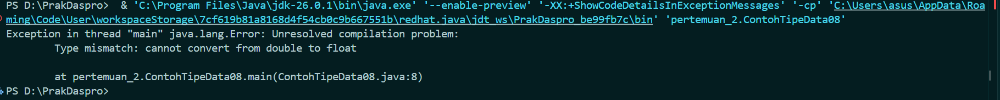 PS D:\PrakDaspro>  & 'C:\Program Files\Java\jdk-26.0.1\bin\java.exe' '--enable-preview' '-XX:+ShowCodeDetailsInExceptionMessages' '-cp' 'C:\Users\asus\AppData\Roa
ming\Code\User\workspaceStorage\7cf619b81a8168d4f54cb0c9b667551b\redhat.java\jdt_ws\PrakDaspro_be99fb7c\bin' 'pertemuan_2.ContohTipeData08'
Exception in thread "main" java.lang.Error: Unresolved compilation problem:
        Type mismatch: cannot convert from double to float

        at pertemuan_2.ContohTipeData08.main(ContohTipeData08.java:8)
PS D:\PrakDaspro>